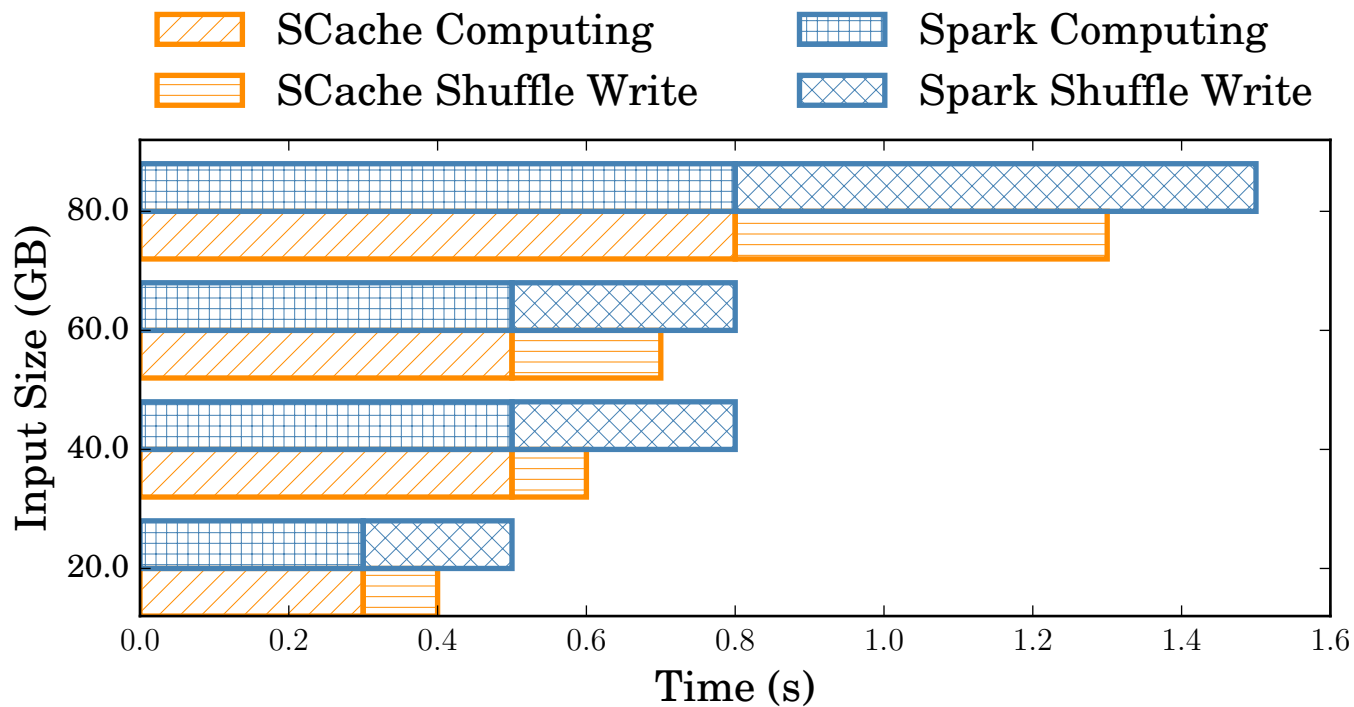 SCache Computing
Spark Computing
SCache Shuffle Write
Spark Shuffle Write
80.0
60.0
40.0
20.0
Input Size (GB)
0.0 0.2 0.4 0.6 0.8 1.0 1.2 1.4 1.6
Time (s)